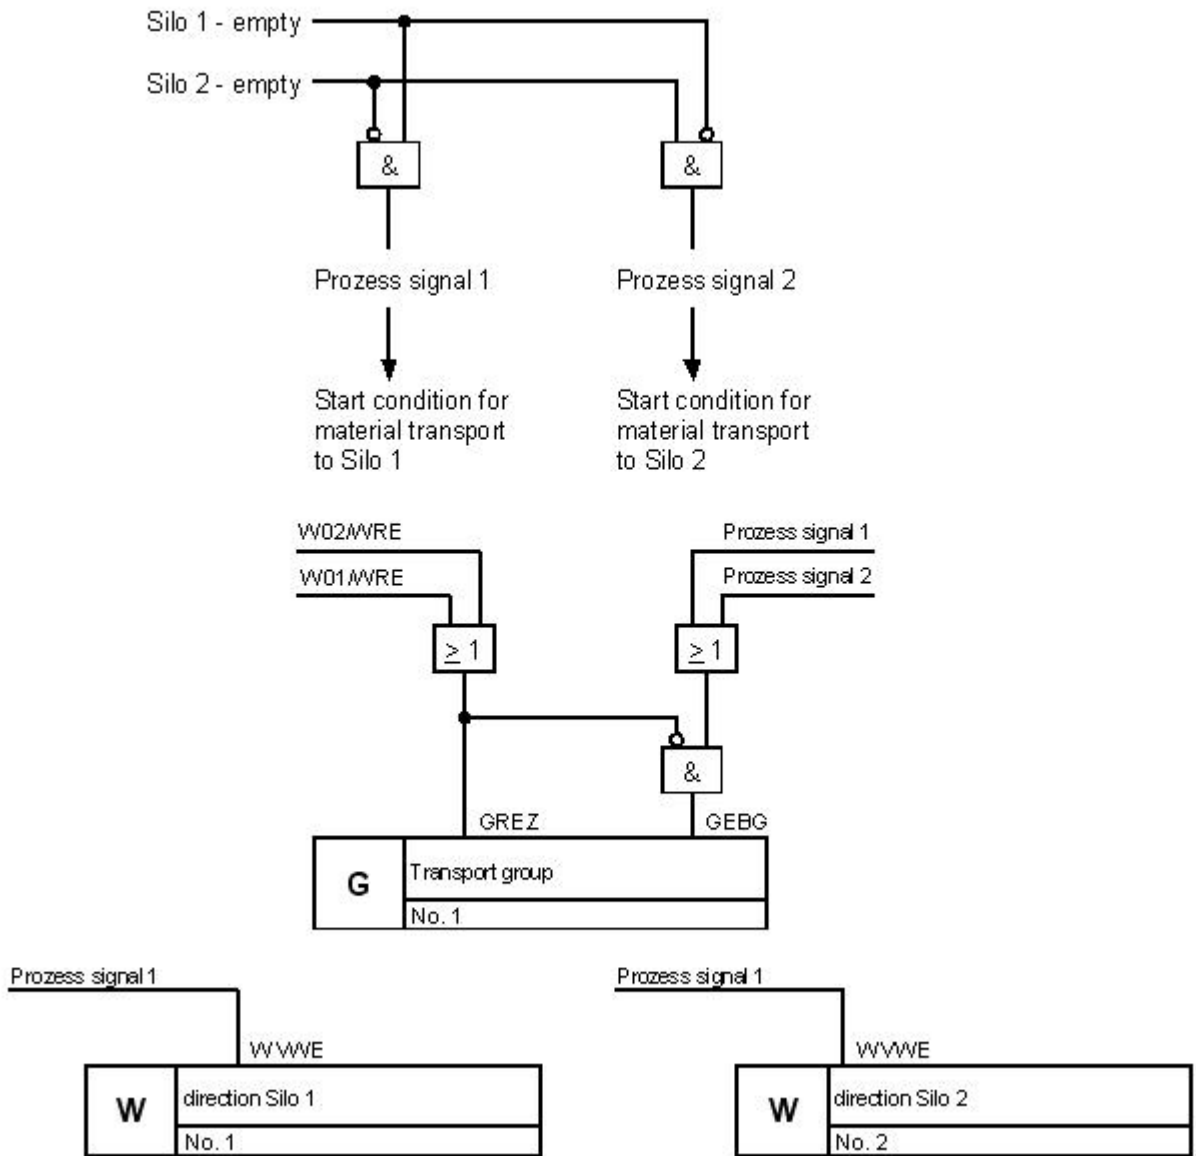 Silo 1 - empty
Silo 2 - empty
& &
Prozess signal 1 Prozess signal 2
Start condition for
material transport
to Silo 1
Start condition for
material transport
to Silo 2
W02/WRE Prozess signal 1
W01/WRE Prozess signal 2
≥ 1 ≥ 1
&
GREZ GEBG
G
Transport group
No. 1
Prozess signal 1 Prozess signal 1
WVWE WVWE
W
direction Silo 1
No. 1
W
direction Silo 2
No. 2